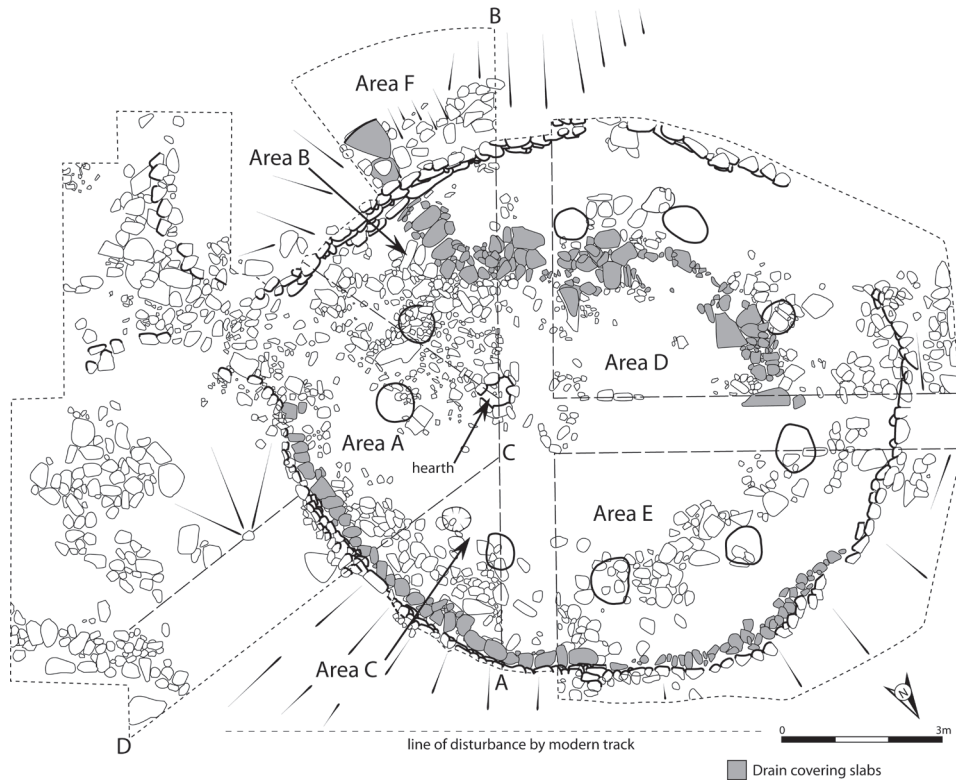 B
Area F
Area B
Area D
Area A
hearth
C
Area E
Area C
A
N
D
line of disturbance by modern track
0
3m
Drain covering slabs